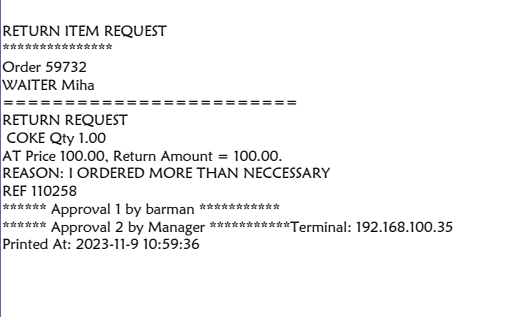 RETURN ITEM REQUEST
***************
Order 59732
WAITER Miha
========================
RETURN REQUEST
COKE Qty 1.00
AT Price 100.00, Return Amount = 100.00.
REASON: I ORDERED MORE THAN NECCESSARY
REF 110258
****** Approval 1 by barman ***********
****** Approval 2 by Manager ***********Terminal: 192.168.100.35
Printed At: 2023-11-9 10:59:36